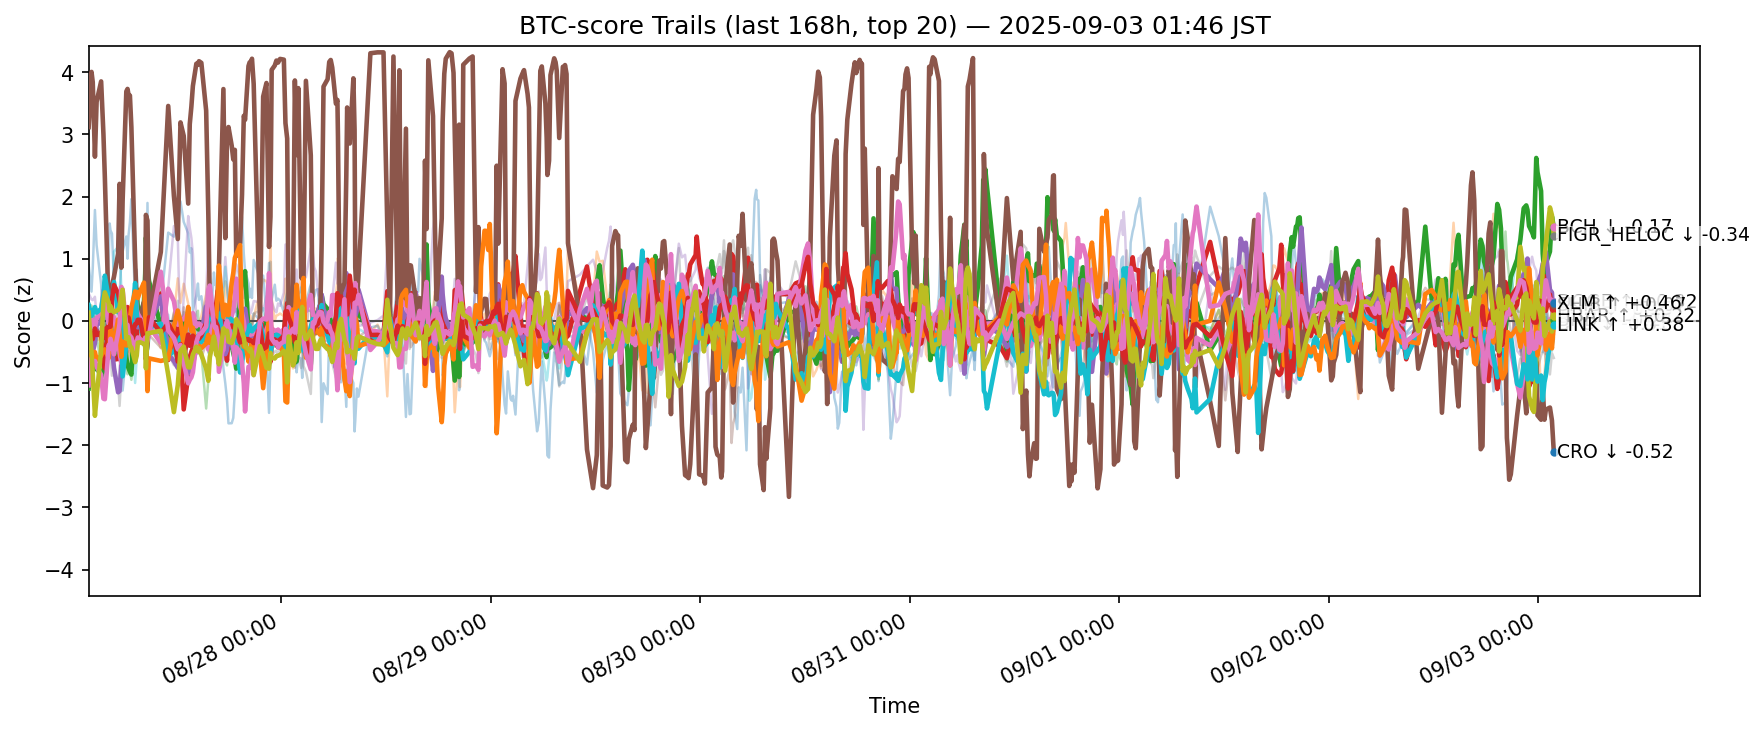 BTC-score Trails (last 168h, top 20) — 2025-09-03 01:46 JST
Score (z)
4
3
2
1
0
−1
−2
−3
−4
PCH ↓ -0.17
FIGR_HELOC ↓ -0.34
XLM ↑ +0.46
LINK ↑ +0.38
CRO ↓ -0.52
08/28 00:00
08/29 00:00
08/30 00:00
08/31 00:00
09/01 00:00
09/02 00:00
09/03 00:00
Time